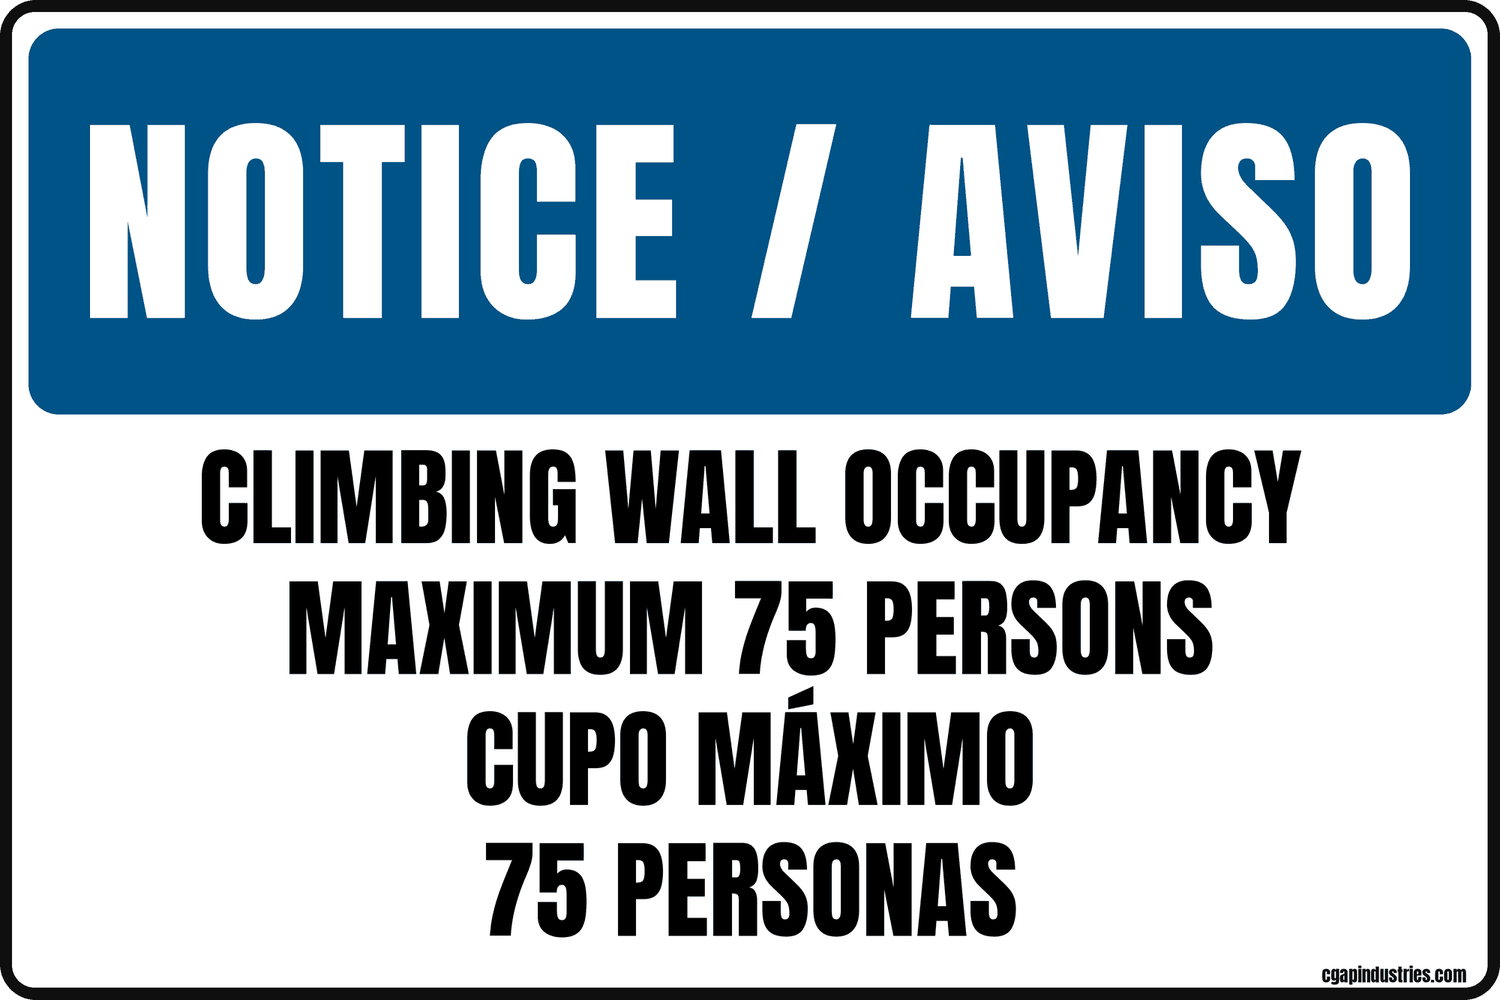 NOTICE / AVISO
CLIMBING WALL OCCUPANCY
MAXIMUM 75 PERSONS
CUPO MÁXIMO
75 PERSONAS
cgapindustries.com